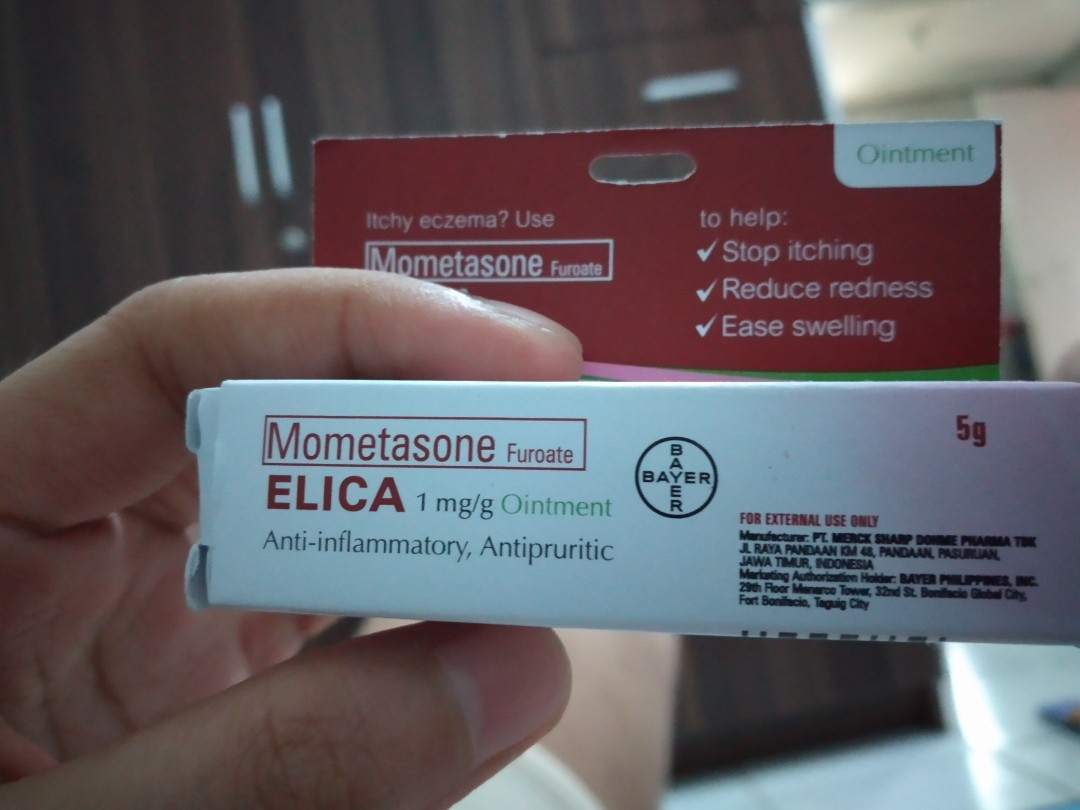 Ointment
Itchy eczema? Use
Mometasone Furoate
to help:
✓ Stop itching
✓ Reduce redness
✓ Ease swelling
Mometasone Furoate
ELICA 1 mg/g Ointment
Anti-inflammatory, Antipruritic
BAYER
BAYER
5g
FOR EXTERNAL USE ONLY
Manufacturer: PT. MERCK SHARP DOHME PHARMA TBK
JL RAYA PANDAAN KM 48, PANDAAN, PASURUAN,
JAWA TIMUR, INDONESIA
Marketing Authorization Holder: BAYER PHILIPPINES, INC.
29th Floor Menarco Tower, 32nd St. Bonifacio Global City,
Fort Bonifacio, Taguig City